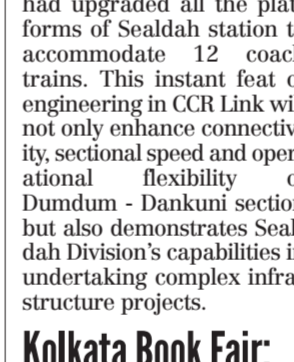 had upgraded all the plat
forms of Sealdah station t
accommodate 12 coac
trains. This instant feat o
engineering in CCR Link wi
not only enhance connectiv
ity, sectional speed and oper
ational flexibility o
Dumdum - Dankuni section
but also demonstrates Seal
dah Division's capabilities i
undertaking complex infra
structure projects.
Kolkata Book Fair: